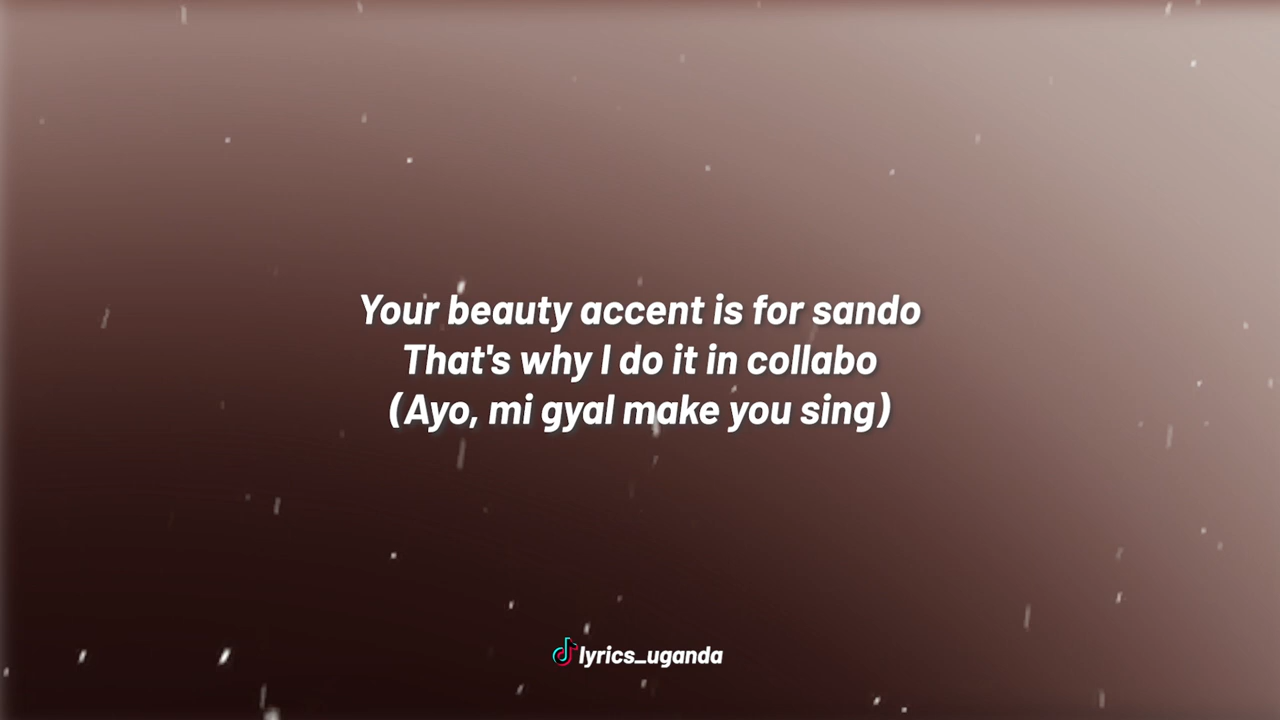 Your beauty accent is for sando
That's why I do it in collabo
(Ayo, mi gyal make you sing)
lyrics_uganda